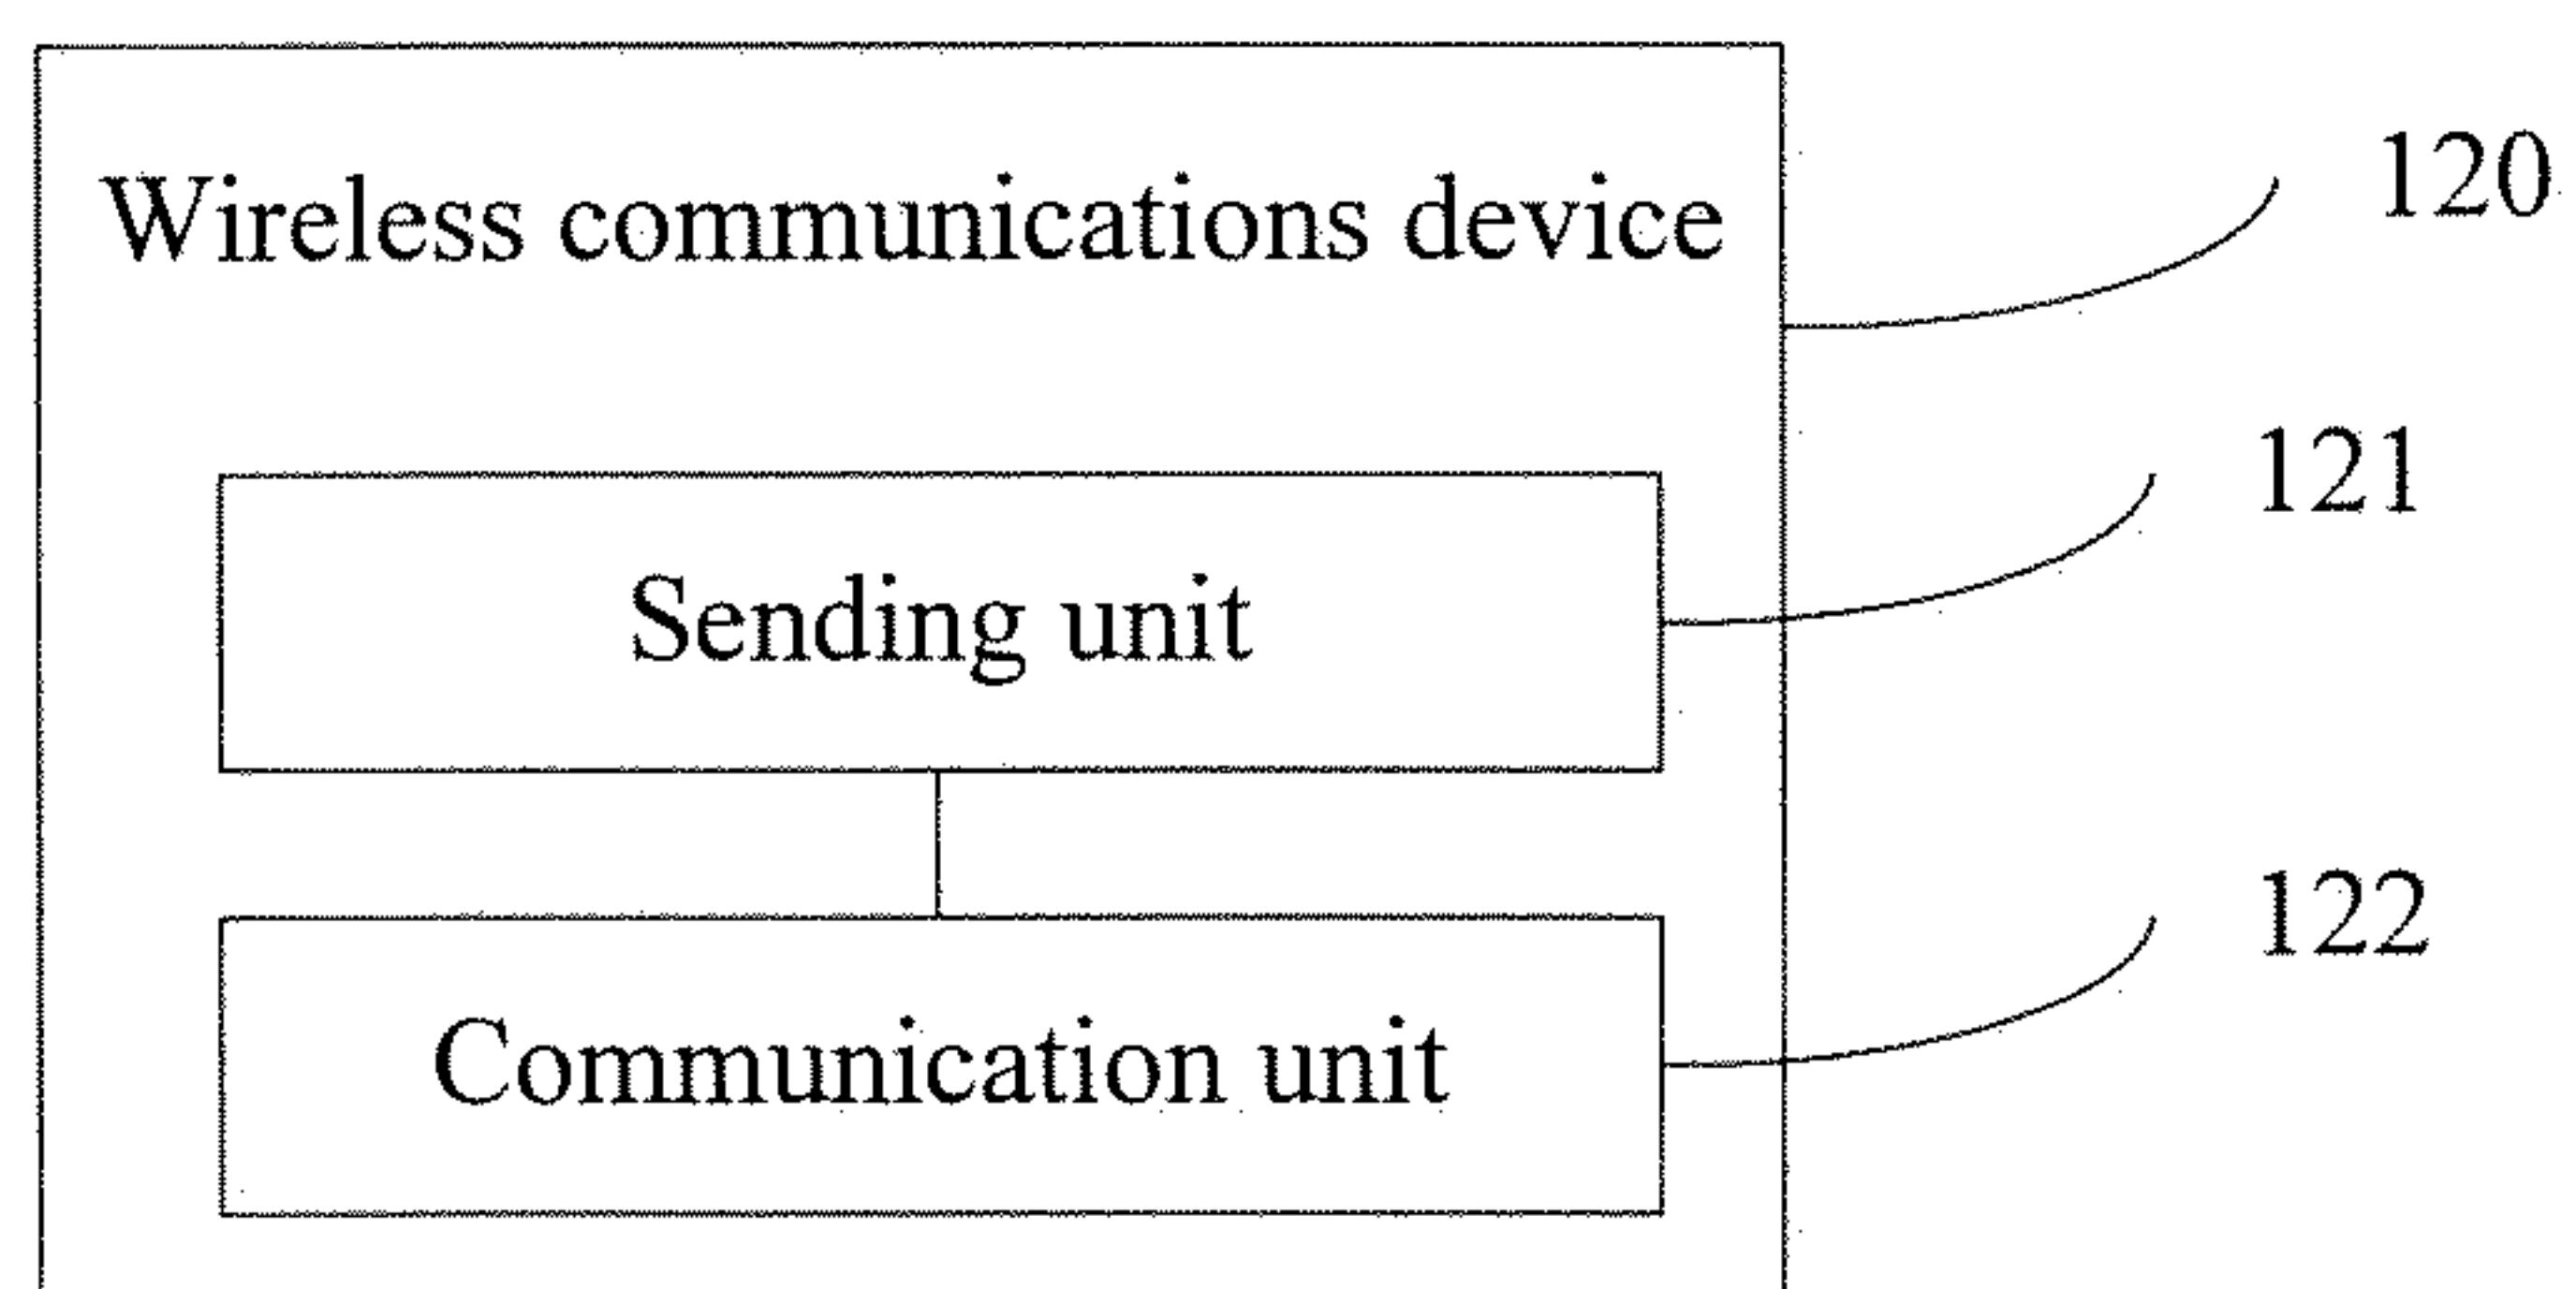 Wireless communications device
120
121
Sending unit
122
Communication unit